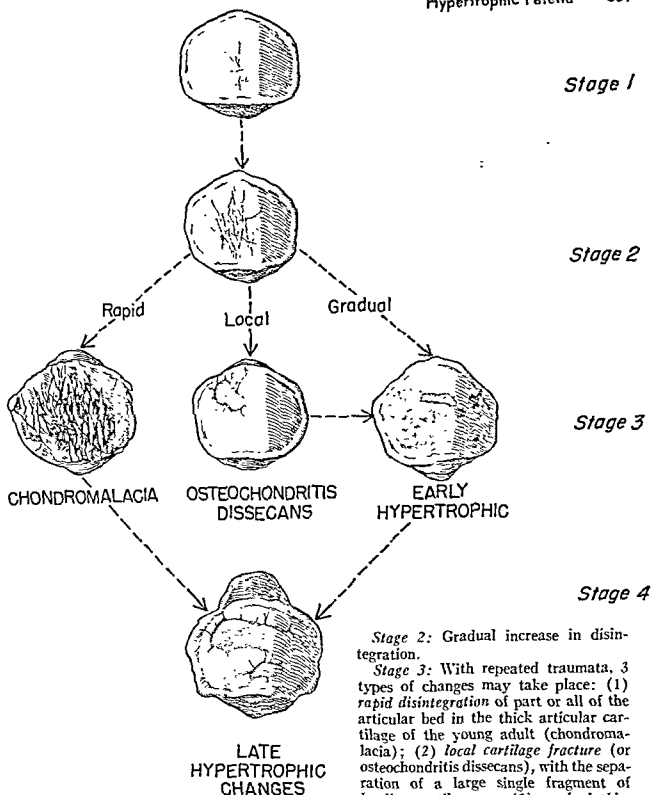 Hypertrophic Patella
Stage 1
Stage 2
Rapid
Local
Gradual
Stage 3
CHONDROMALACIA
OSTEOCHONDRITIS
DISSECANS
EARLY
HYPERTROPHIC
Stage 4
LATE
HYPERTROPHIC
CHANGES
Stage 2: Gradual increase in disin-
tegration.
Stage 3: With repeated traumata, 3
types of changes may take place: (1)
rapid disintegration of part or all of the
articular bed in the thick articular car-
tilage of the young adult (chondroma-
lacia); (2) local cartilage fracture (or
osteochondritis dissecans), with the sepa-
ration of a large single fragment of